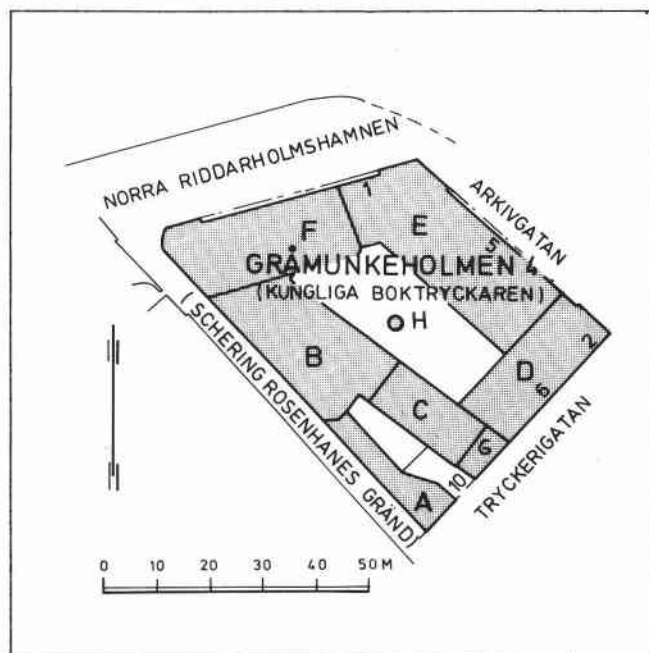 NORRA RIDDARHOLMSHAMNEN
ARKIVGATAN
1
E
5
F
4
GRÅMUNKEHOLMEN 4
(KUNGLIGA BOKTRYCKAREN)
H
(SCHERING ROSENHANES GRÄND)
B
2
D
6
C
TRYCKERIGATAN
G
10
A
0 10 20 30 40 50 M